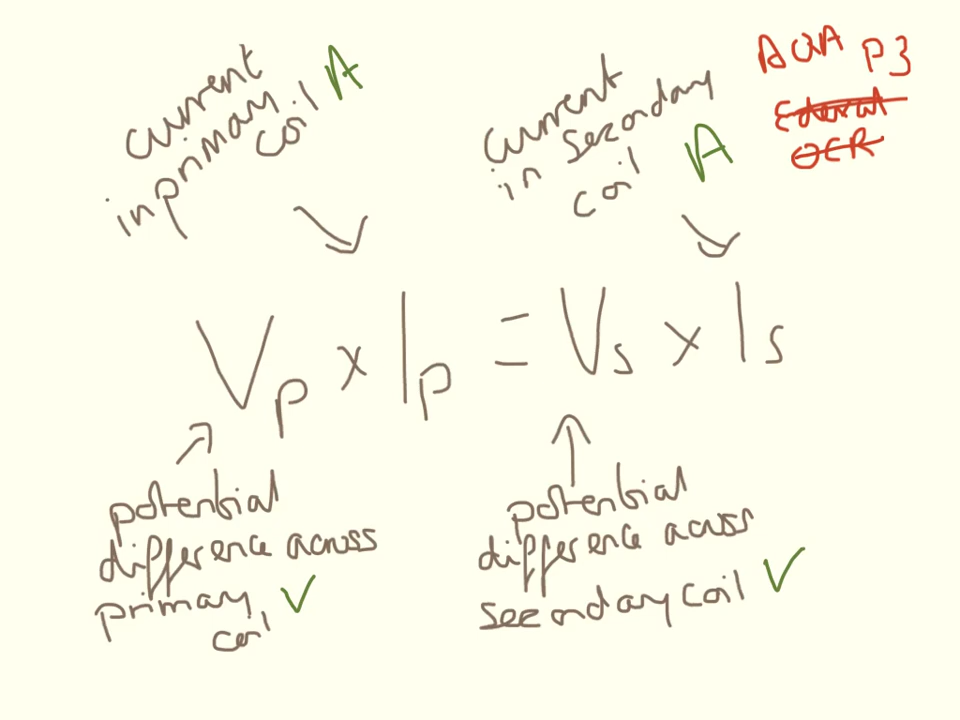 current
in primary
coil A
current
in secondary
coil A
AQA P3
Edexcel
OCR
Vp x Ip = Vs x Is
potential
difference across
primary
coil V
potential
difference across
secondary coil V